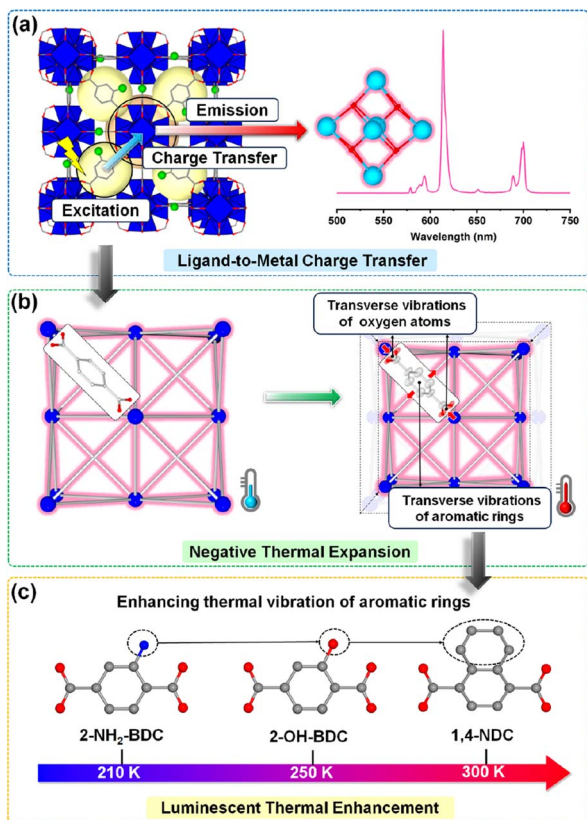 (a)
Emission
Charge Transfer
Excitation
500 550 600 650 700 750
Wavelength (nm)
Ligand-to-Metal Charge Transfer
(b)
Transverse vibrations
of oxygen atoms
Transverse vibrations
of aromatic rings
Negative Thermal Expansion
(c)
Enhancing thermal vibration of aromatic rings
2-NH₂-BDC 2-OH-BDC 1,4-NDC
210 K 250 K 300 K
Luminescent Thermal Enhancement